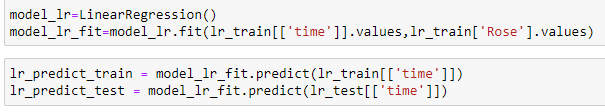 model_lr=LinearRegression()
model_lr_fit=model_lr.fit(lr_train[['time']].values,lr_train['Rose'].values)
lr_predict_train = model_lr_fit.predict(lr_train[['time']])
lr_predict_test = model_lr_fit.predict(lr_test[['time']])